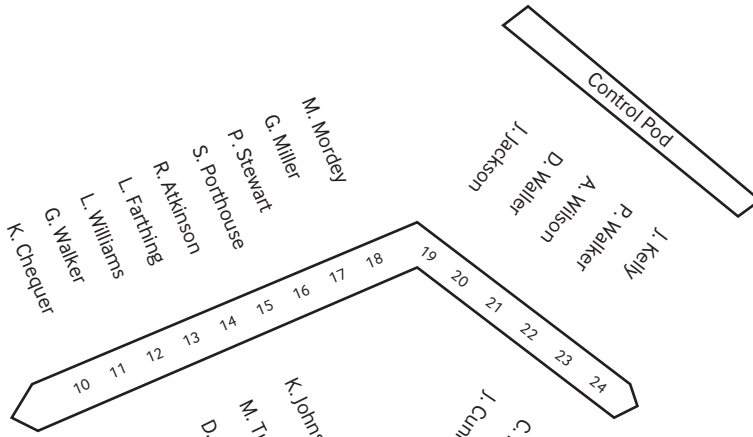 Control Pod
K. Chequer
G. Walker
L. Williams
L. Farthing
R. Atkinson
S. Porthouse
P. Stewart
G. Miller
M. Mordey
J. Jackson
D. Waller
A. Wilson
P. Walker
J. Kelly
10
11
12
13
14
15
16
17
18
19
20
21
22
23
24
D.
M.
K. Johns
J.
C.